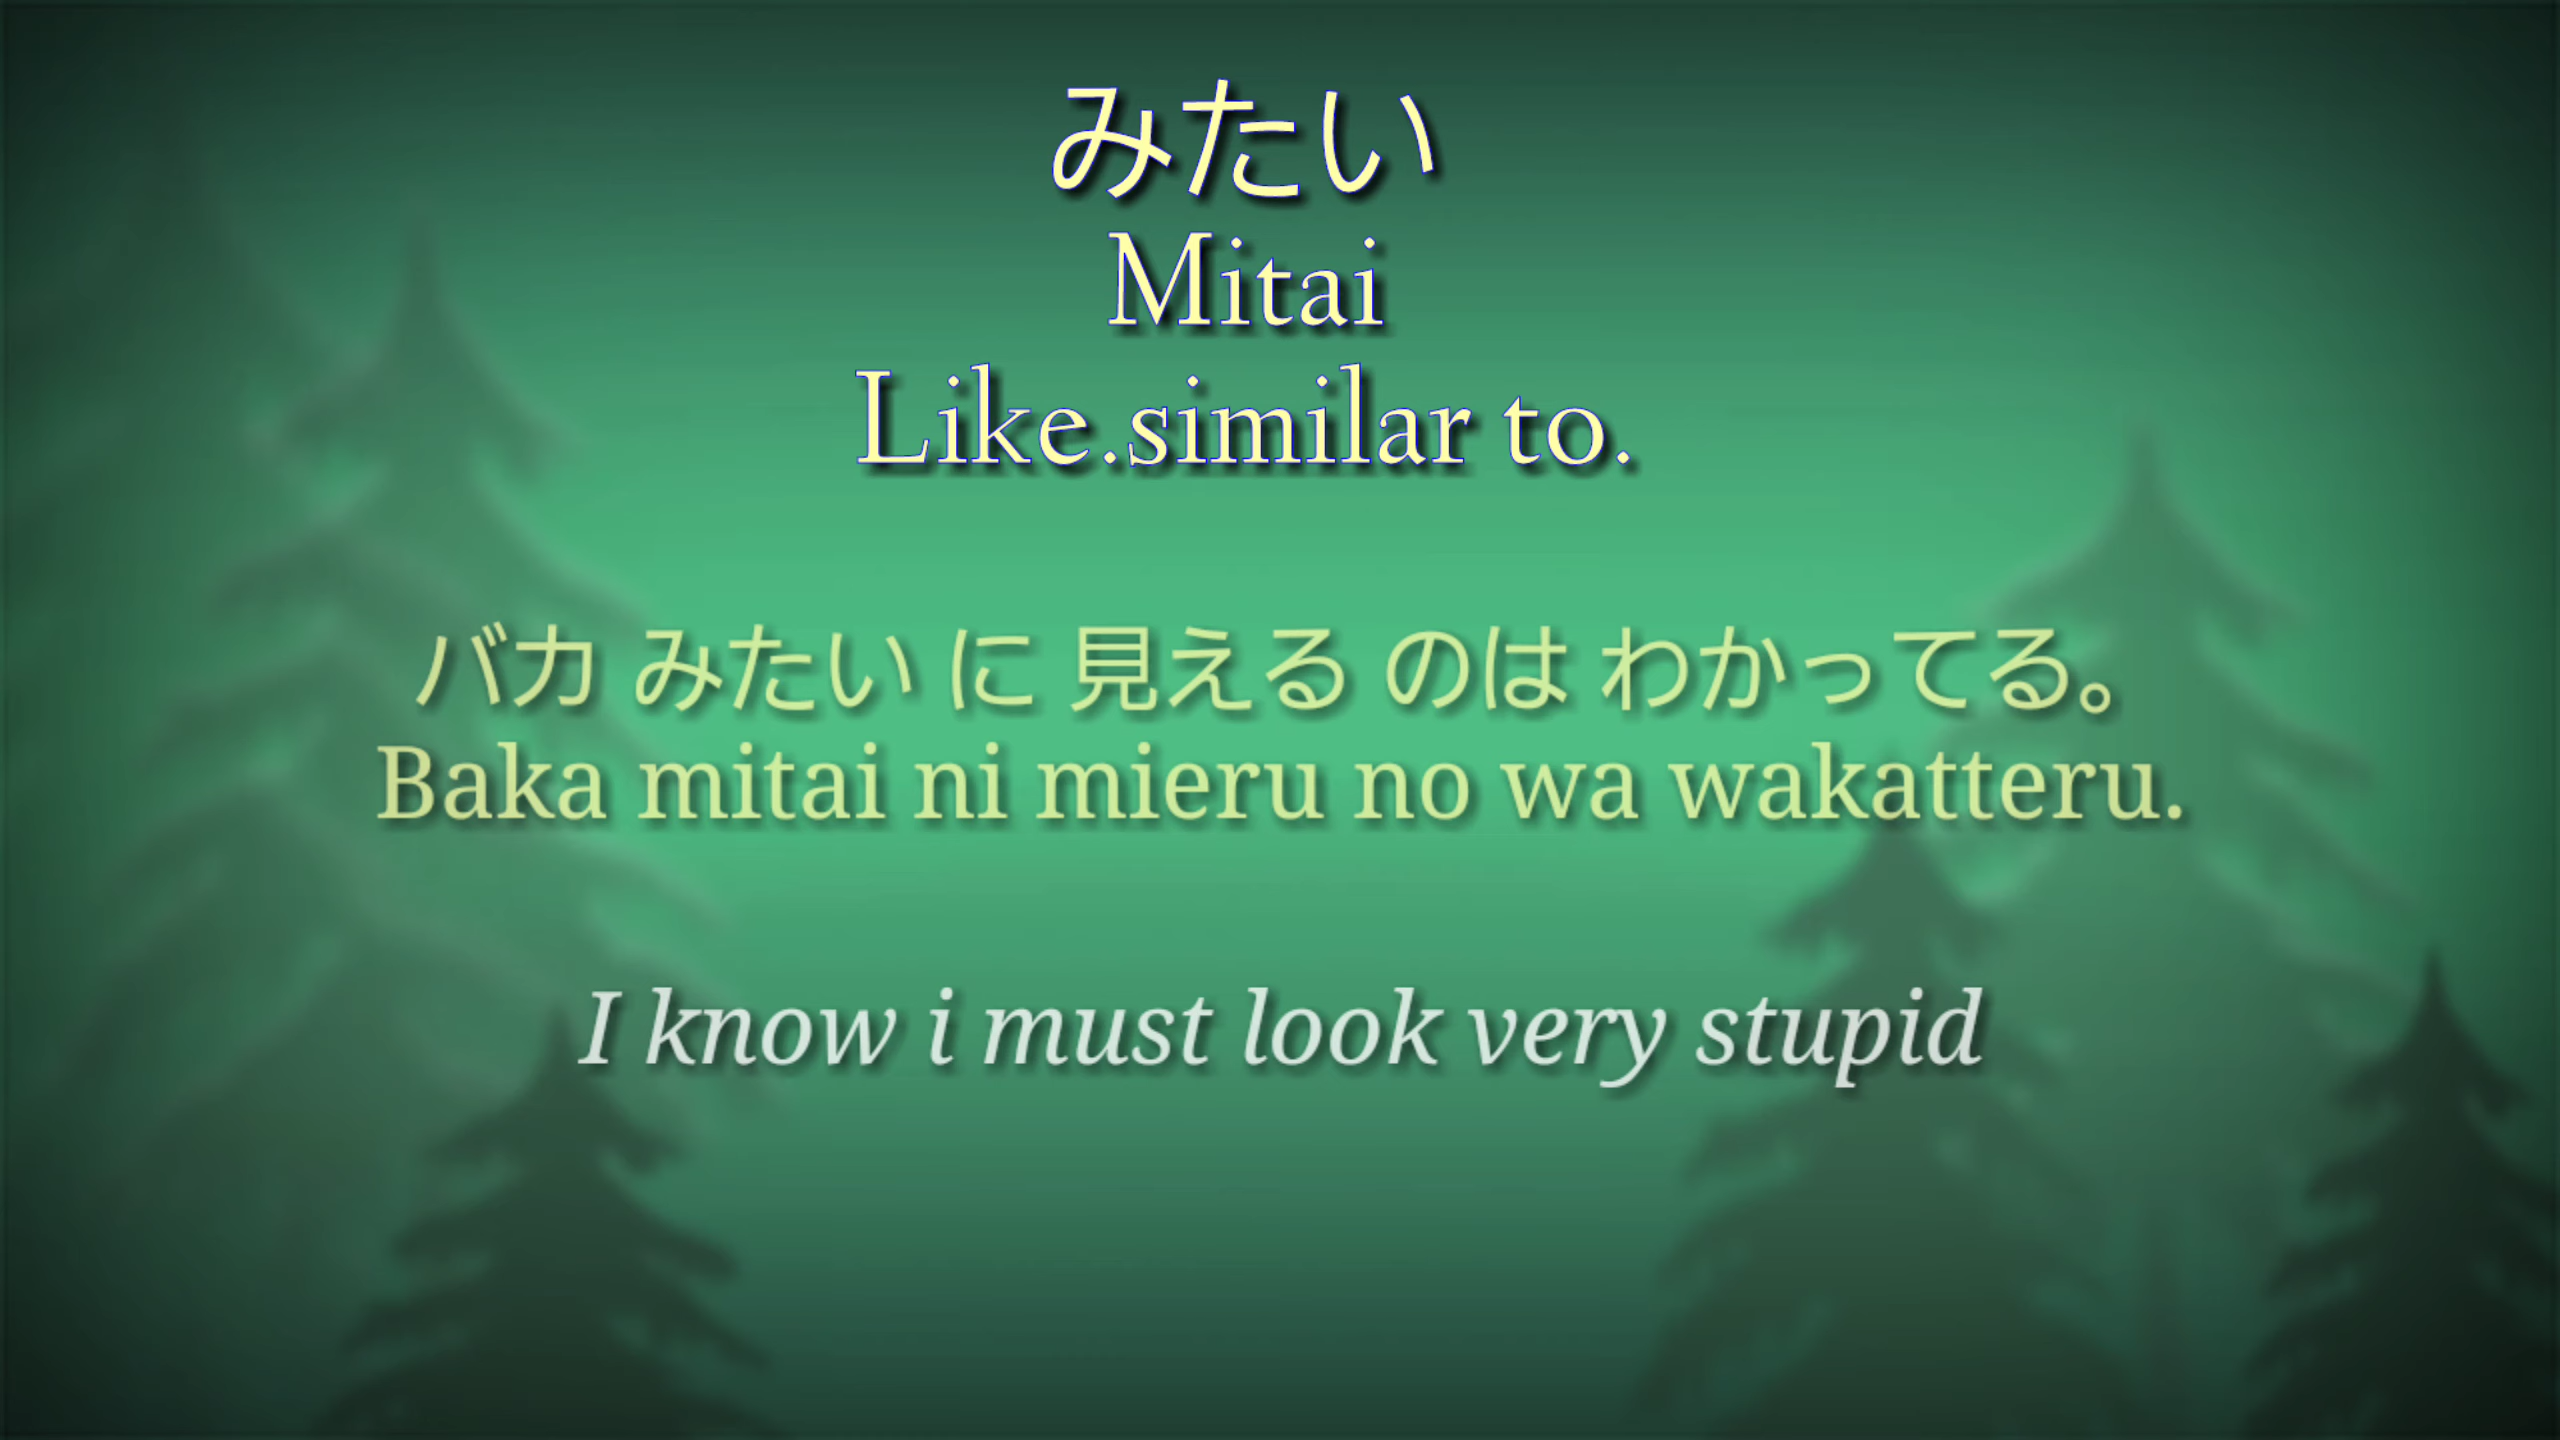 みたい
Mitai
Like.similar to.
バカ みたい に 見える のは わかってる。
Baka mitai ni mieru no wa wakatteru.
I know i must look very stupid